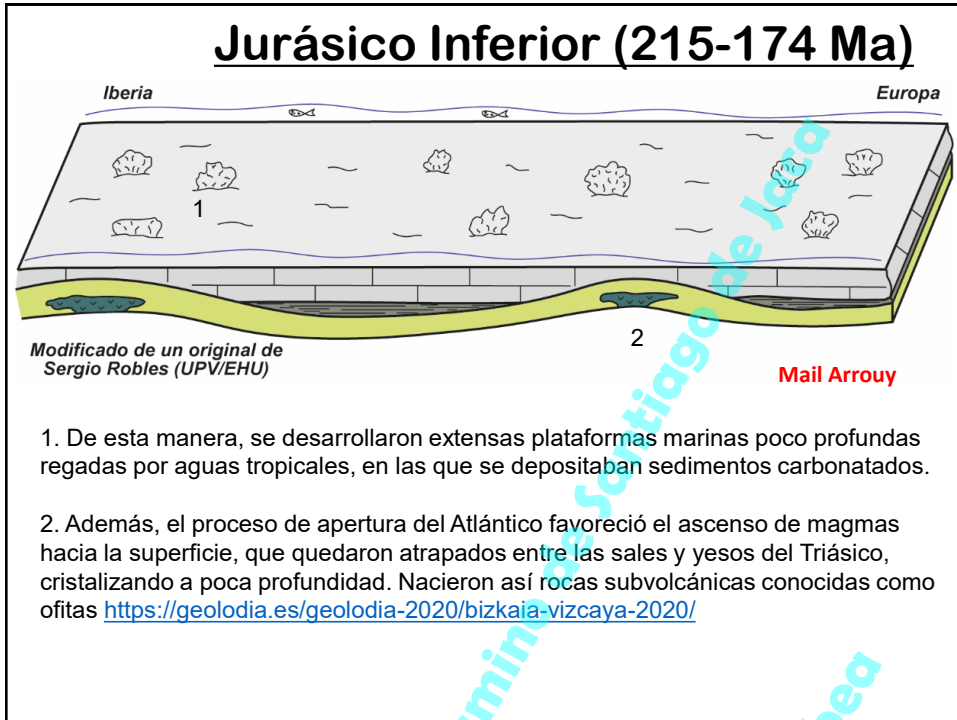 Jurásico Inferior (215-174 Ma)
Iberia
Europa
1
2
Modificado de un original de
Sergio Robles (UPV/EHU)
Mail Arrouy
1. De esta manera, se desarrollaron extensas plataformas marinas poco profundas
regadas por aguas tropicales, en las que se depositaban sedimentos carbonatados.
2. Además, el proceso de apertura del Atlántico favoreció el ascenso de magmas
hacia la superficie, que quedaron atrapados entre las sales y yesos del Triásico,
cristalizando a poca profundidad. Nacieron así rocas subvolcánicas conocidas como
ofitas https://geolodia.es/geolodia-2020/bizkaia-vizcaya-2020/
de Santiago de Jaca